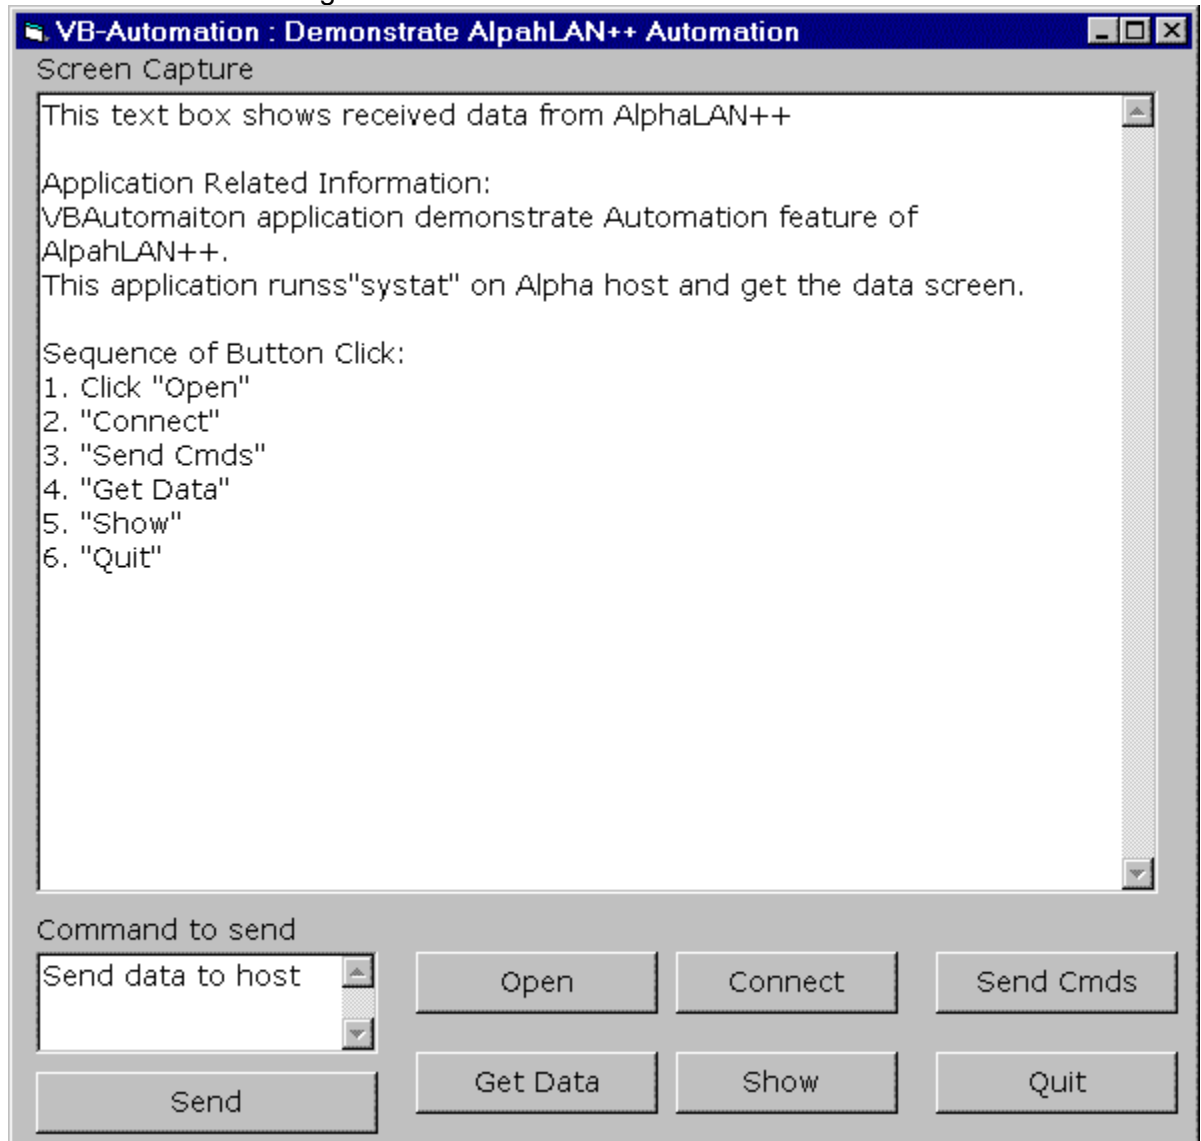 VB-Automation : Demonstrate AlpahLAN++ Automation
Screen Capture
This text box shows received data from AlphaLAN++
Application Related Information:
VBAutomaiton application demonstrate Automation feature of
AlpahLAN++.
This application runss"systat" on Alpha host and get the data screen.
Sequence of Button Click:
1. Click "Open"
2. "Connect"
3. "Send Cmds"
4. "Get Data"
5. "Show"
6. "Quit"
Command to send
Send data to host
Open
Connect
Send Cmds
Get Data
Show
Quit
Send